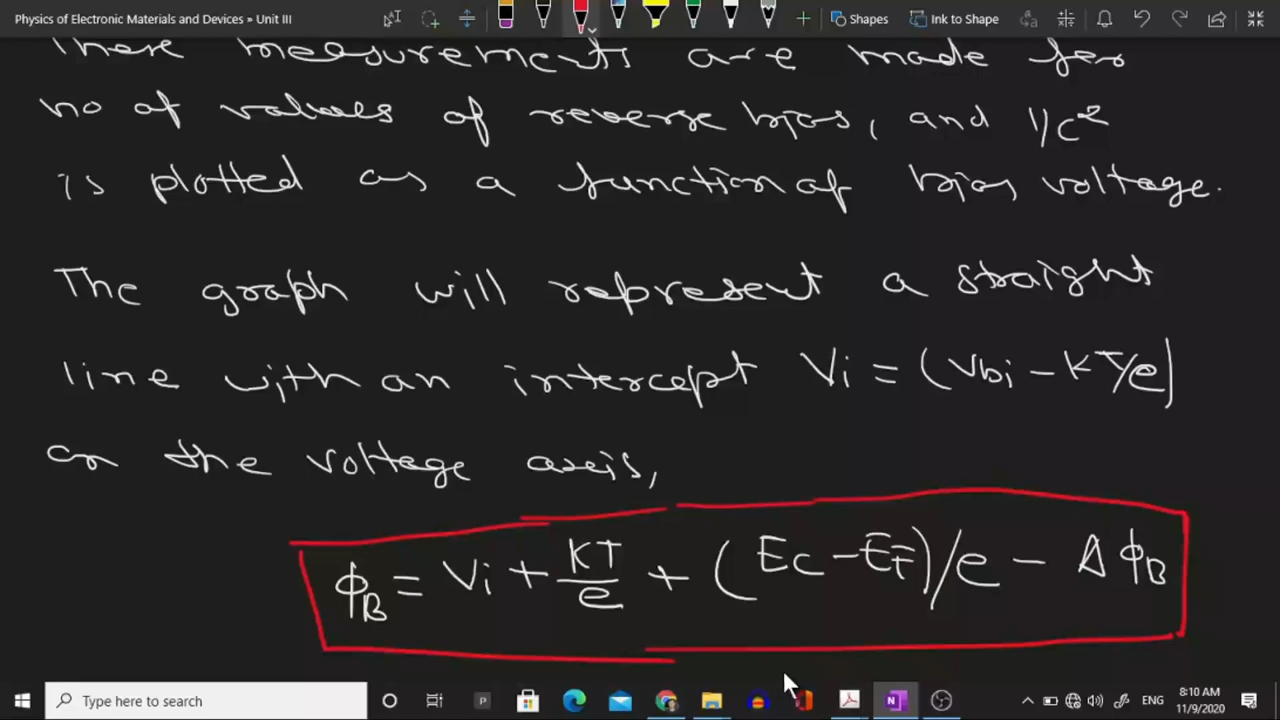 Physics of Electronic Materials and Devices » Unit III
Shapes
Ink to Shape
These measurements are made for
no of values of reverse bias, and 1/c²
is plotted as a function of bias voltage.
The graph will represent a straight
line with an intercept Vi = (Vbi - KT/e)
on the voltage axis,
ϕB = Vi + KT/e + (Ec - EF)/e - Δ ϕB
Type here to search
P
N
ENG
8:10 AM
11/9/2020